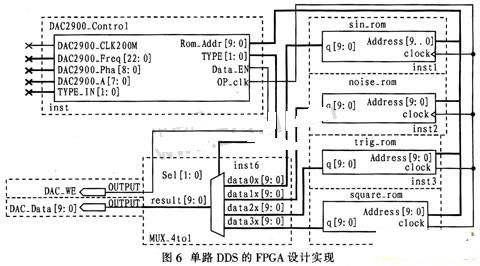 DAC2900_Control
DAC2900_CLK200M
DAC2900_Freq[22:0]
DAC2900_Pha[8:0]
DAC2900_A[7:0]
TYPE_IN[1:0]
Rom_Addr[9:0]
TYPE[1:0]
Data_EN
OP_clk
inst
sin_rom
Address[9..0]
q[9:0]
clock
inst1
noise_rom
Address[9:0]
q[9:0]
clock
inst2
trig_rom
Address[9:0]
q[9:0]
clock
inst3
square_rom
Address[9:0]
q[9:0]
clock
inst6
Sel[1:0]
data0x[9:0]
result[9:0]
data1x[9:0]
data2x[9:0]
data3x[9:0]
MUX_4to1
DAC_WE
OUTPUT
DAC_Data[9:0]
OUTPUT
图 6 单路 DDS 的 FPGA 设计实现